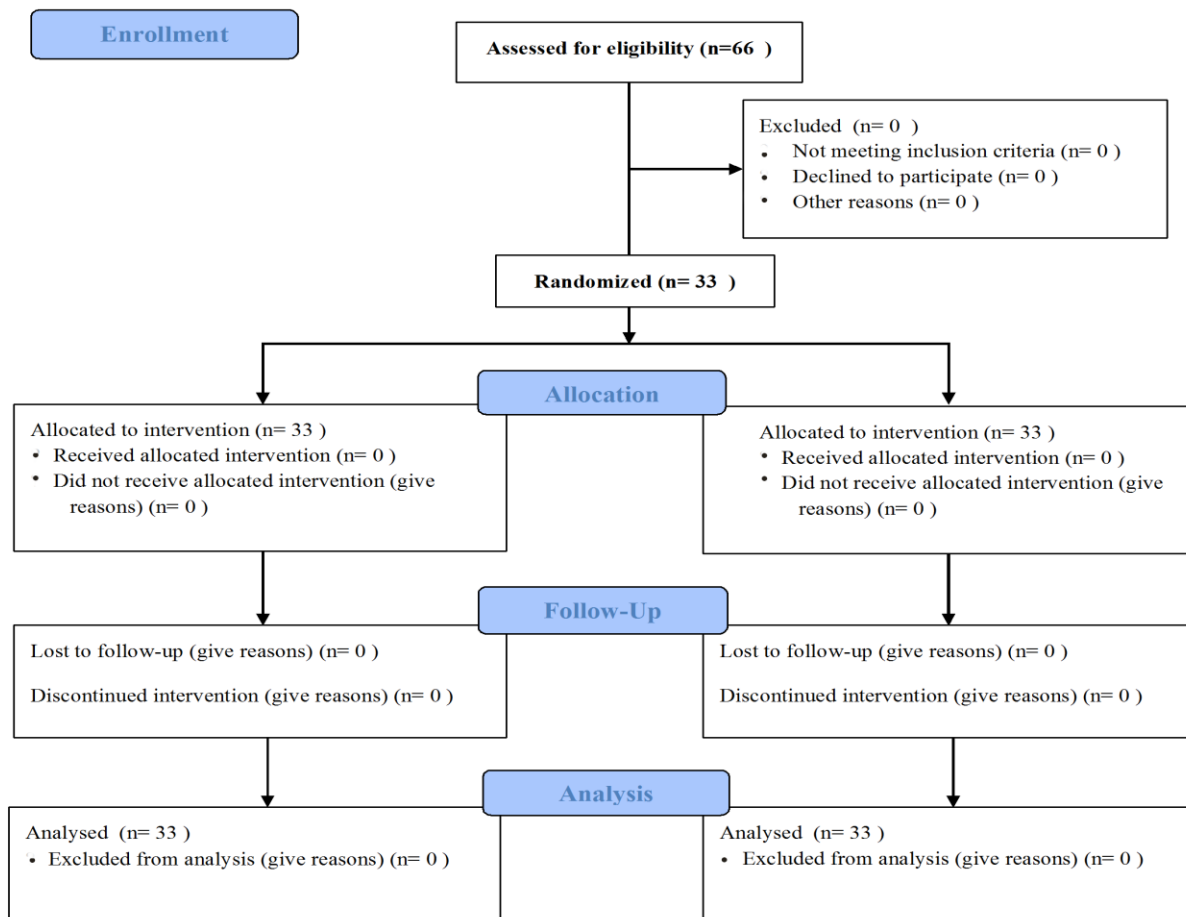 Enrollment
Assessed for eligibility (n=66  )
Excluded  (n= 0  )
•   Not meeting inclusion criteria (n= 0 )
•   Declined to participate (n= 0 )
•   Other reasons (n= 0 )
Randomized (n= 33  )
Allocation
Allocated to intervention (n= 33 )
• Received allocated intervention (n= 0 )
• Did not receive allocated intervention (give
reasons) (n= 0 )
Allocated to intervention (n= 33 )
• Received allocated intervention (n= 0 )
• Did not receive allocated intervention (give
reasons) (n= 0 )
Follow-Up
Lost to follow-up (give reasons) (n= 0 )
Discontinued intervention (give reasons) (n= 0 )
Lost to follow-up (give reasons) (n= 0 )
Discontinued intervention (give reasons) (n= 0 )
Analysis
Analysed  (n= 33 )
• Excluded from analysis (give reasons) (n= 0 )
Analysed  (n= 33 )
• Excluded from analysis (give reasons) (n= 0 )